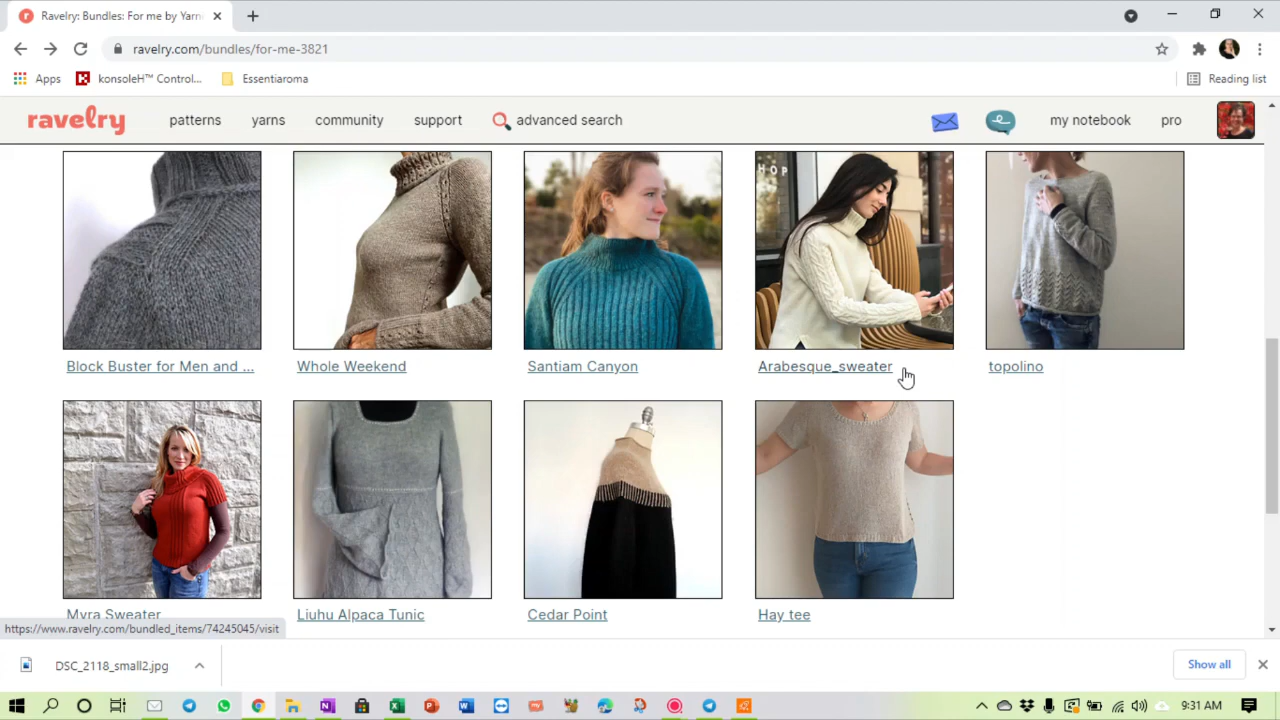 Ravelry: Bundles: For me by Yarn
ravelry.com/bundles/for-me-3821
Apps
konsoleH™ Control...
Essentiaroma
Reading list
ravelry
patterns
yarns
community
support
advanced search
my notebook
pro
HOP
Block Buster for Men and ...
Whole Weekend
Santiam Canyon
Arabesque_sweater
topolino
Myra Sweater
Liuhu Alpaca Tunic
Cedar Point
Hay tee
https://www.ravelry.com/bundled_items/74245045/visit
DSC_2118_small2.jpg
Show all
9:31 AM